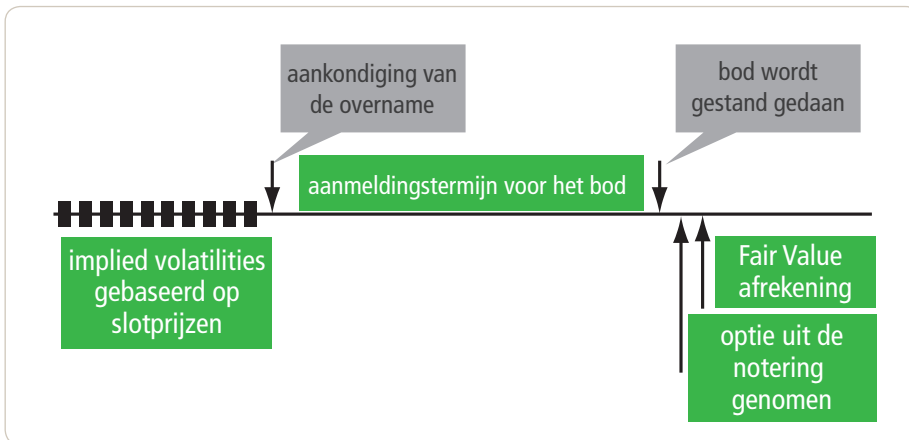 aankondiging van
de overname
bod wordt
gestand gedaan
aanmeldingstermijn voor het bod
implied volatilities
gebaseerd op
slotprijzen
Fair Value
afrekening
optie uit de
notering
genomen